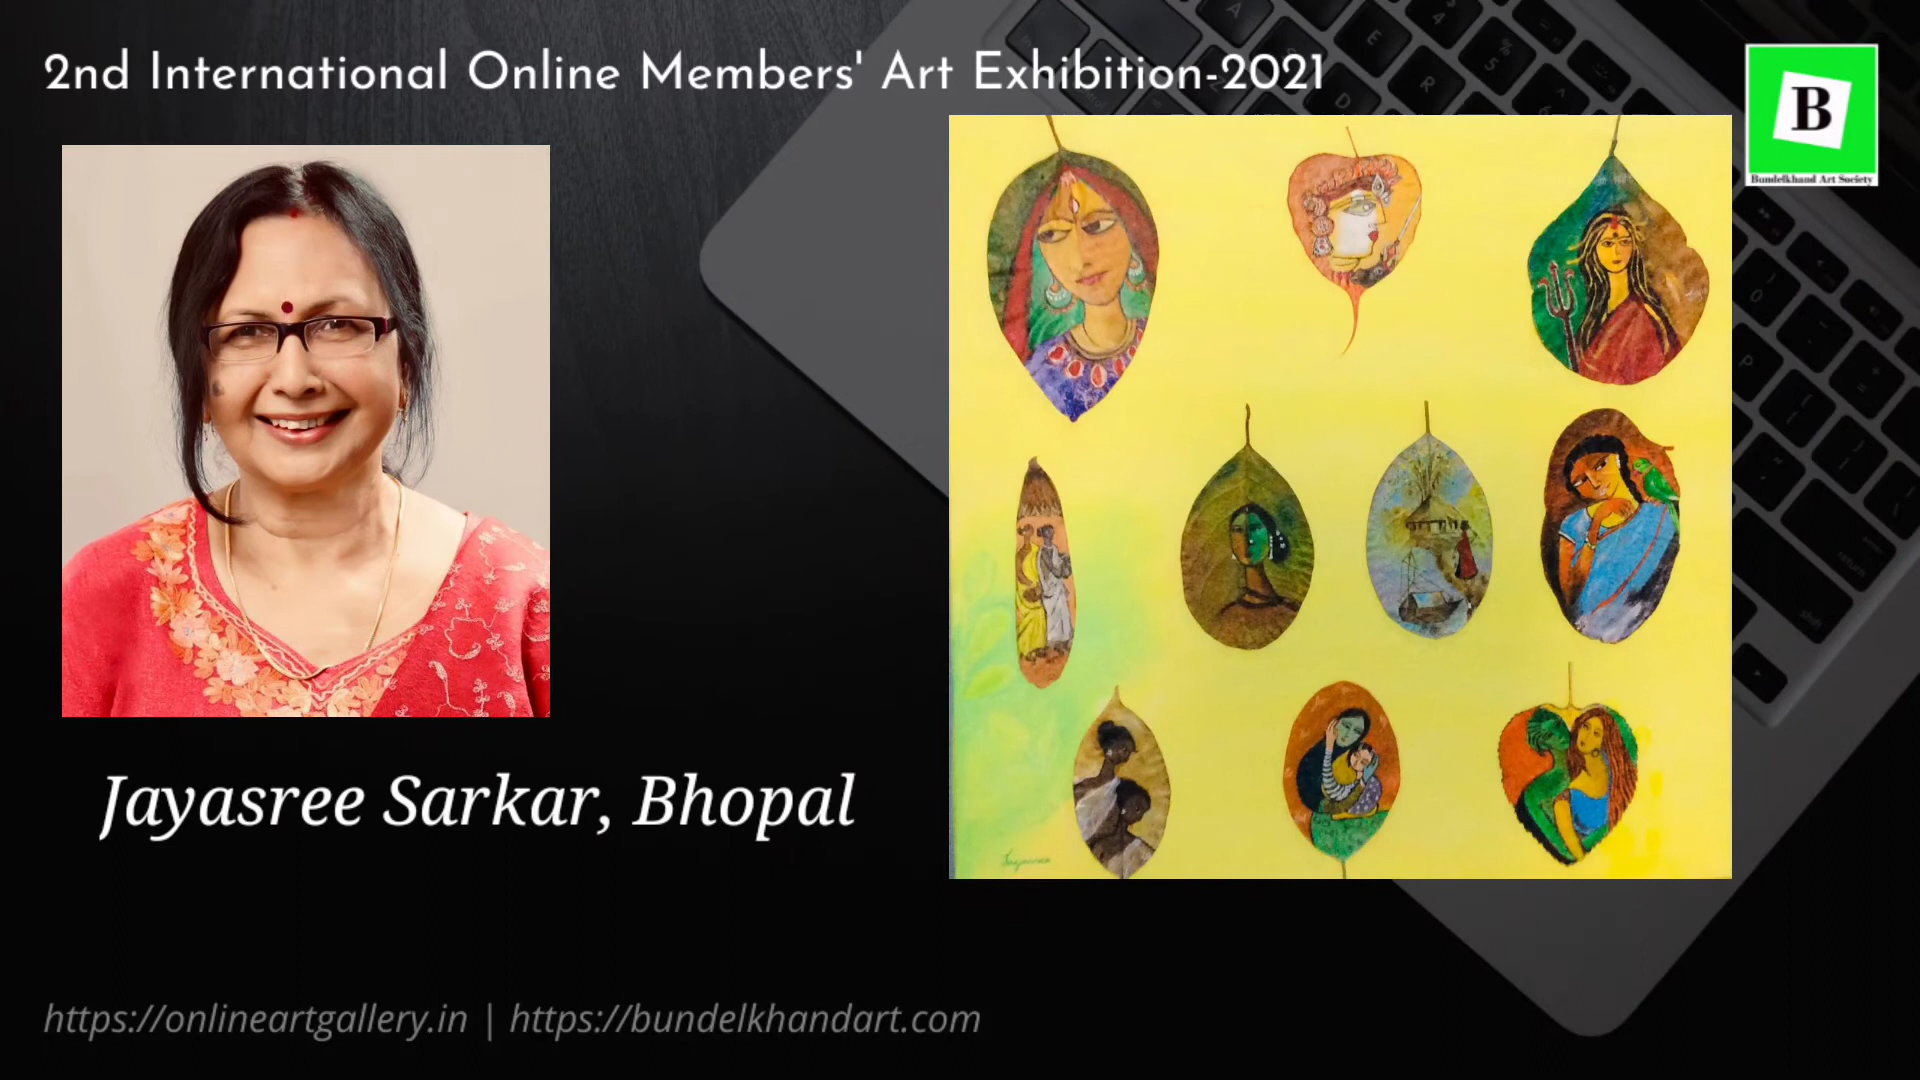 2nd International Online Members' Art Exhibition-2021
B
Bundelkhand Art Society
Jayasree Sarkar, Bhopal
https://onlineartgallery.in | https://bundelkhandart.com